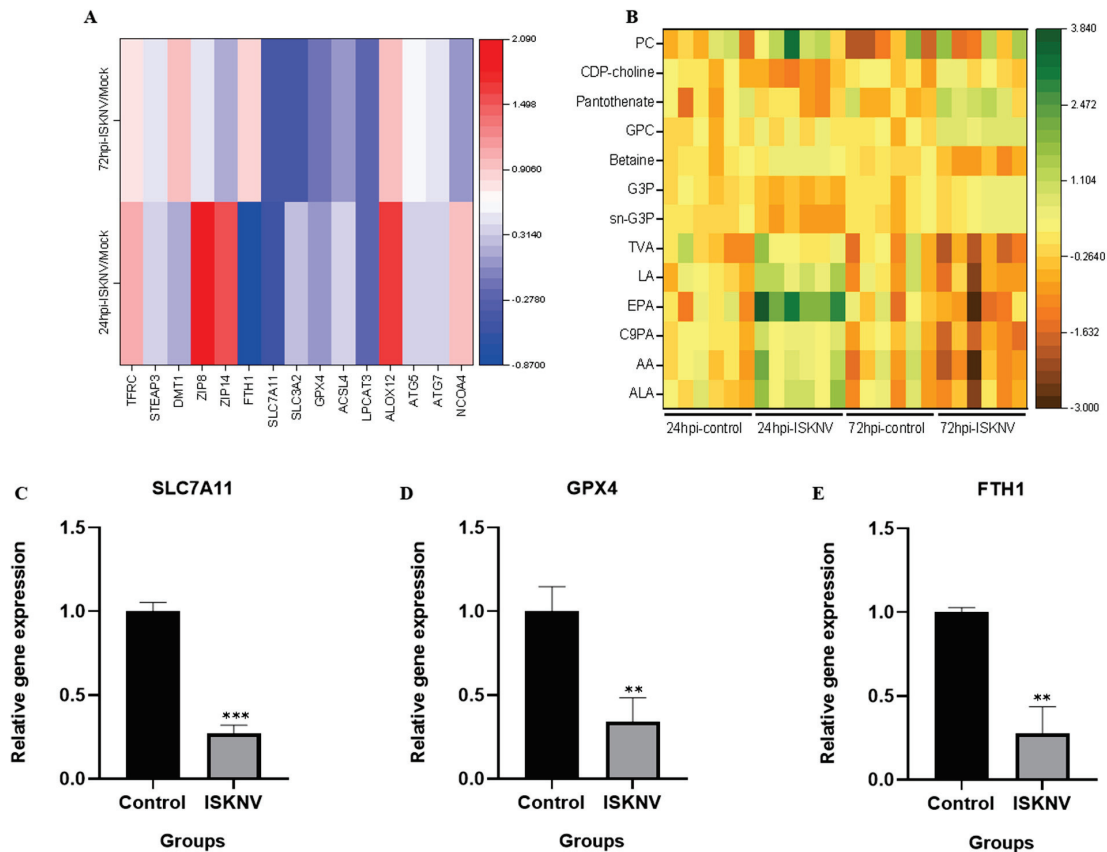 A
72hpi-ISKNV/Mock
24hpi-ISKNV/Mock
TFRC
STEAP3
DMT1
ZIP8
ZIP14
FTH1
SLC7A11
SLC3A2
GPX4
ACSL4
LPCAT3
ALOX12
ATG5
ATG7
NCOA4
2.090
1.498
0.9060
0.3140
-0.2780
-0.8700
B
PC
CDP-choline
Pantothenate
GPC
Betaine
G3P
sn-G3P
TVA
LA
EPA
C9PA
AA
ALA
24hpi-control 24hpi-ISKNV 72hpi-control 72hpi-ISKNV
3.840
2.472
1.104
-0.2640
-1.632
-3.000
C
SLC7A11
Relative gene expression
1.5
1.0
0.5
0.0
***
Control ISKNV
Groups
D
GPX4
Relative gene expression
1.5
1.0
0.5
0.0
**
Control ISKNV
Groups
E
FTH1
Relative gene expression
1.5
1.0
0.5
0.0
**
Control ISKNV
Groups